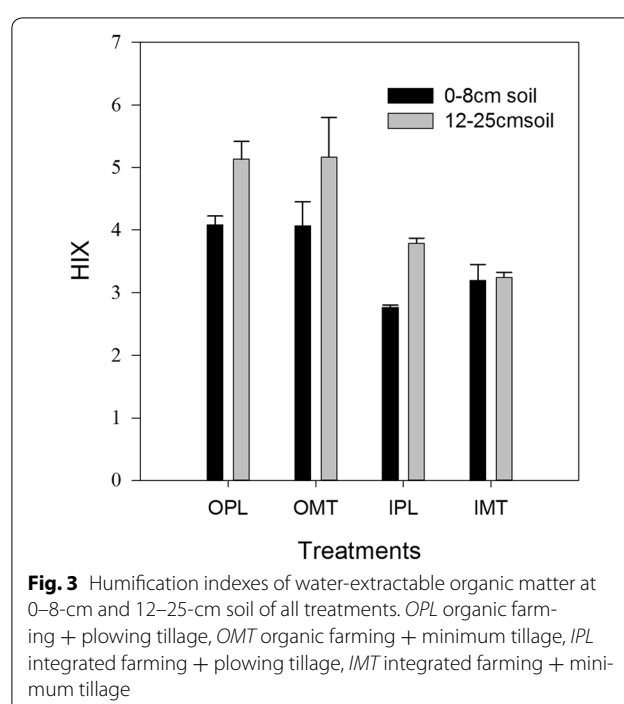 7
6
5
4
3
2
1
0
HIX
0-8cm soil
12-25cmsoil
OPL OMT IPL IMT
Treatments
Fig. 3 Humification indexes of water-extractable organic matter at
0–8-cm and 12–25-cm soil of all treatments. OPL organic farm-
ing + plowing tillage, OMT organic farming + minimum tillage, IPL
integrated farming + plowing tillage, IMT integrated farming + mini-
mum tillage